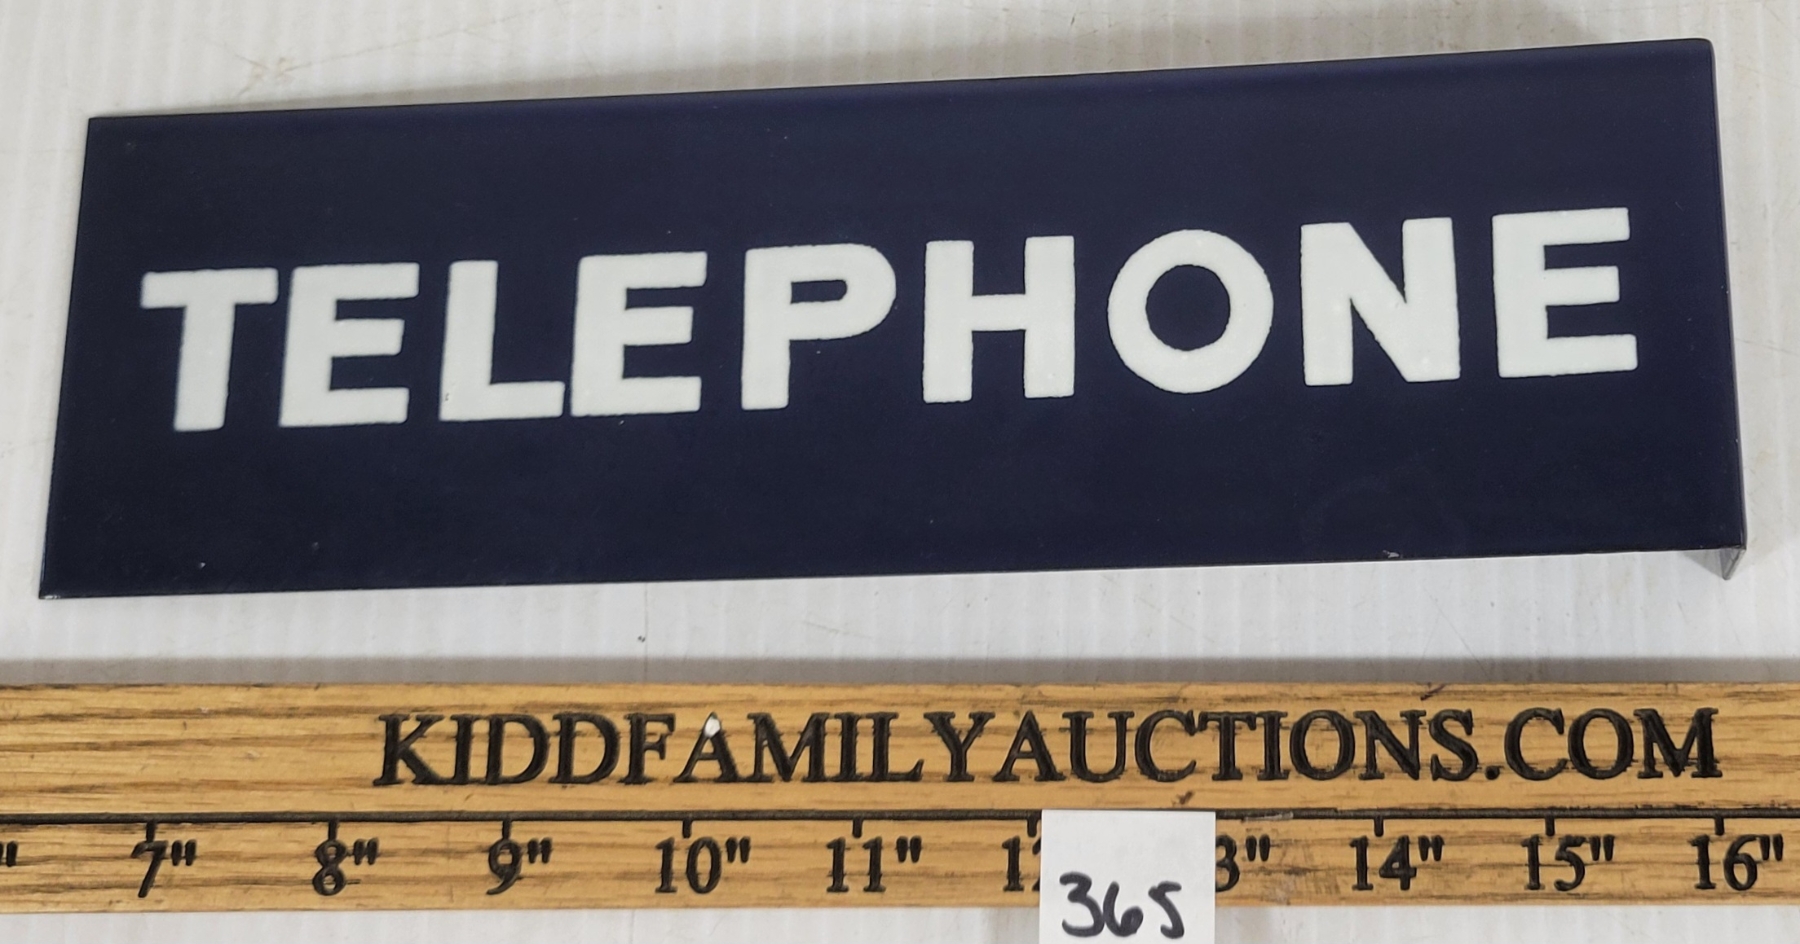 TELEPHONE
KIDDFAMILYAUCTIONS.COM
7" 8" 9" 10" 11" 14" 15" 16"
365